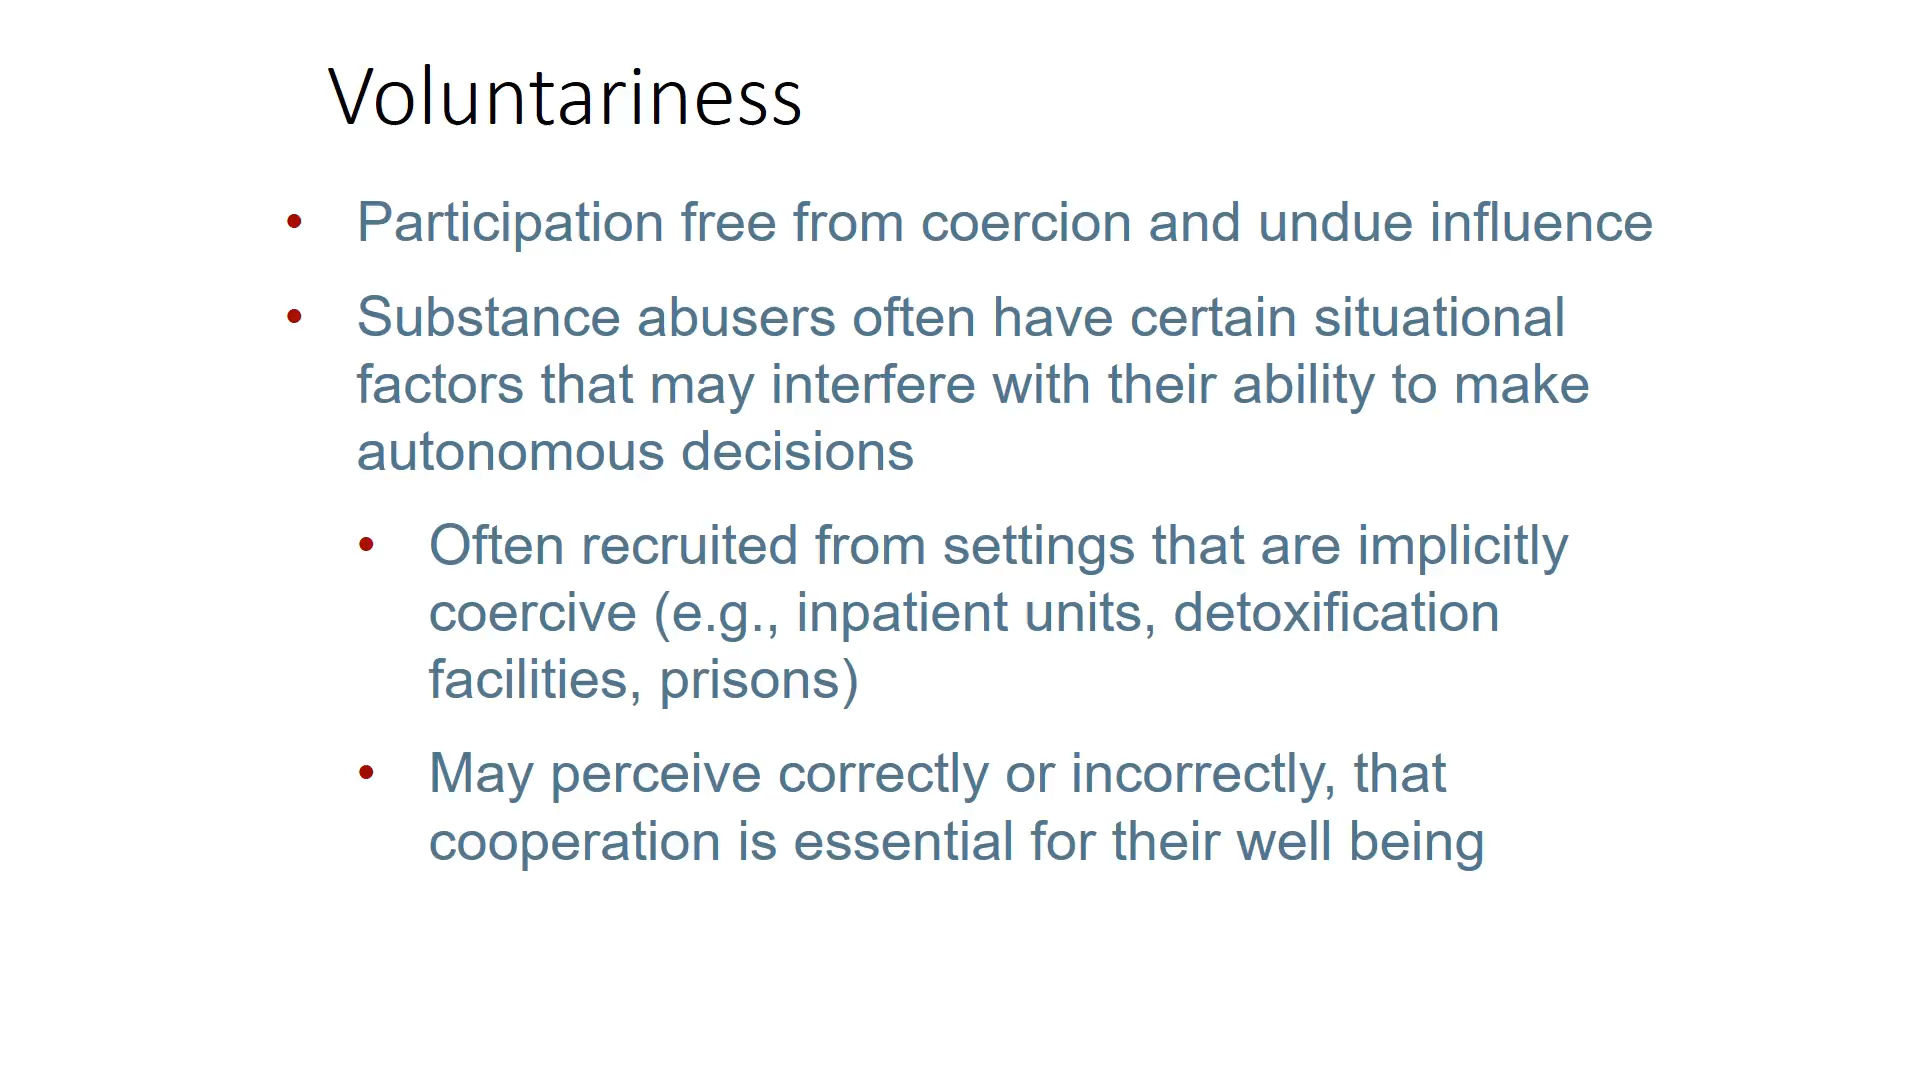 Voluntariness
• Participation free from coercion and undue influence
• Substance abusers often have certain situational
factors that may interfere with their ability to make
autonomous decisions
• Often recruited from settings that are implicitly
coercive (e.g., inpatient units, detoxification
facilities, prisons)
• May perceive correctly or incorrectly, that
cooperation is essential for their well being